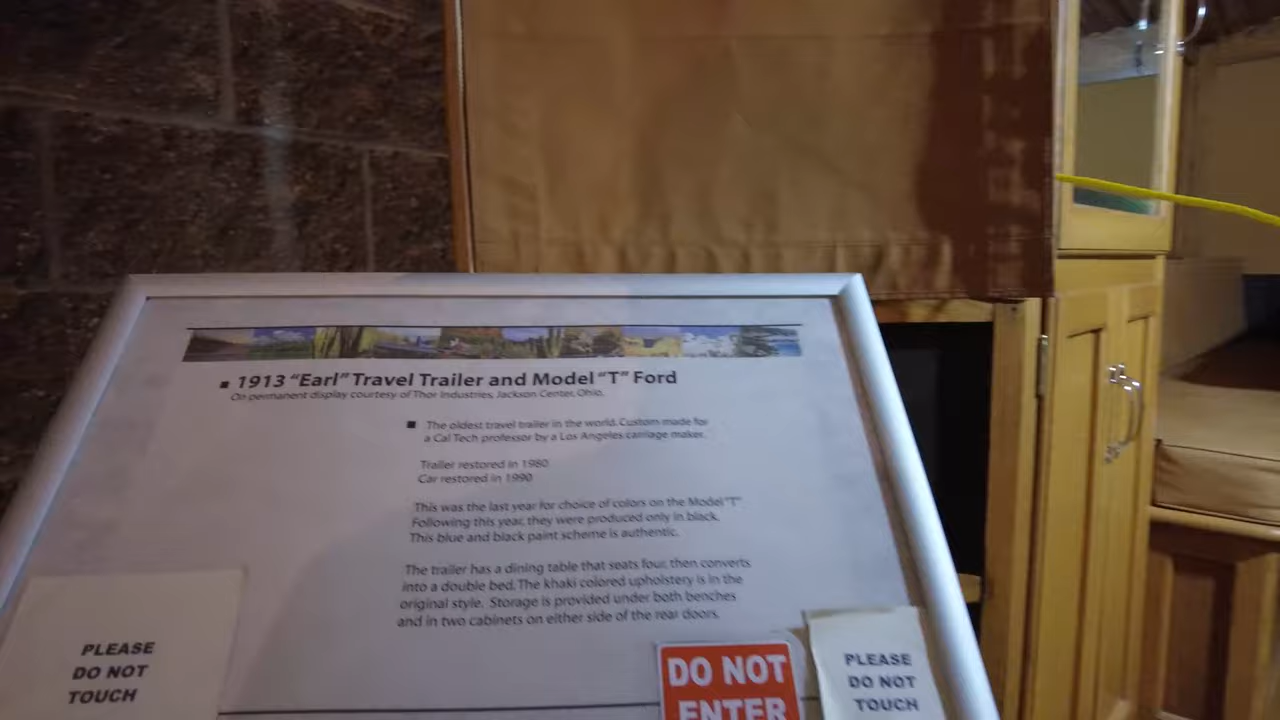 1913 "Earl" Travel Trailer and Model "T" Ford
On permanent display courtesy of Thor Industries, Jackson Center, Ohio.
The oldest travel trailer in the world. Custom made for
a Cal Tech professor by a Los Angeles carriage maker.
Trailer restored in 1980
Car restored in 1990
This was the last year for choice of colors on the Model "T".
Following this year, they were produced only in black.
This blue and black paint scheme is authentic.
The trailer has a dining table that seats four, then converts
into a double bed. The khaki colored upholstery is in the
original style. Storage is provided under both benches
and in two cabinets on either side of the rear doors.
PLEASE
DO NOT
TOUCH
DO NOT
ENTER
PLEASE
DO NOT
TOUCH